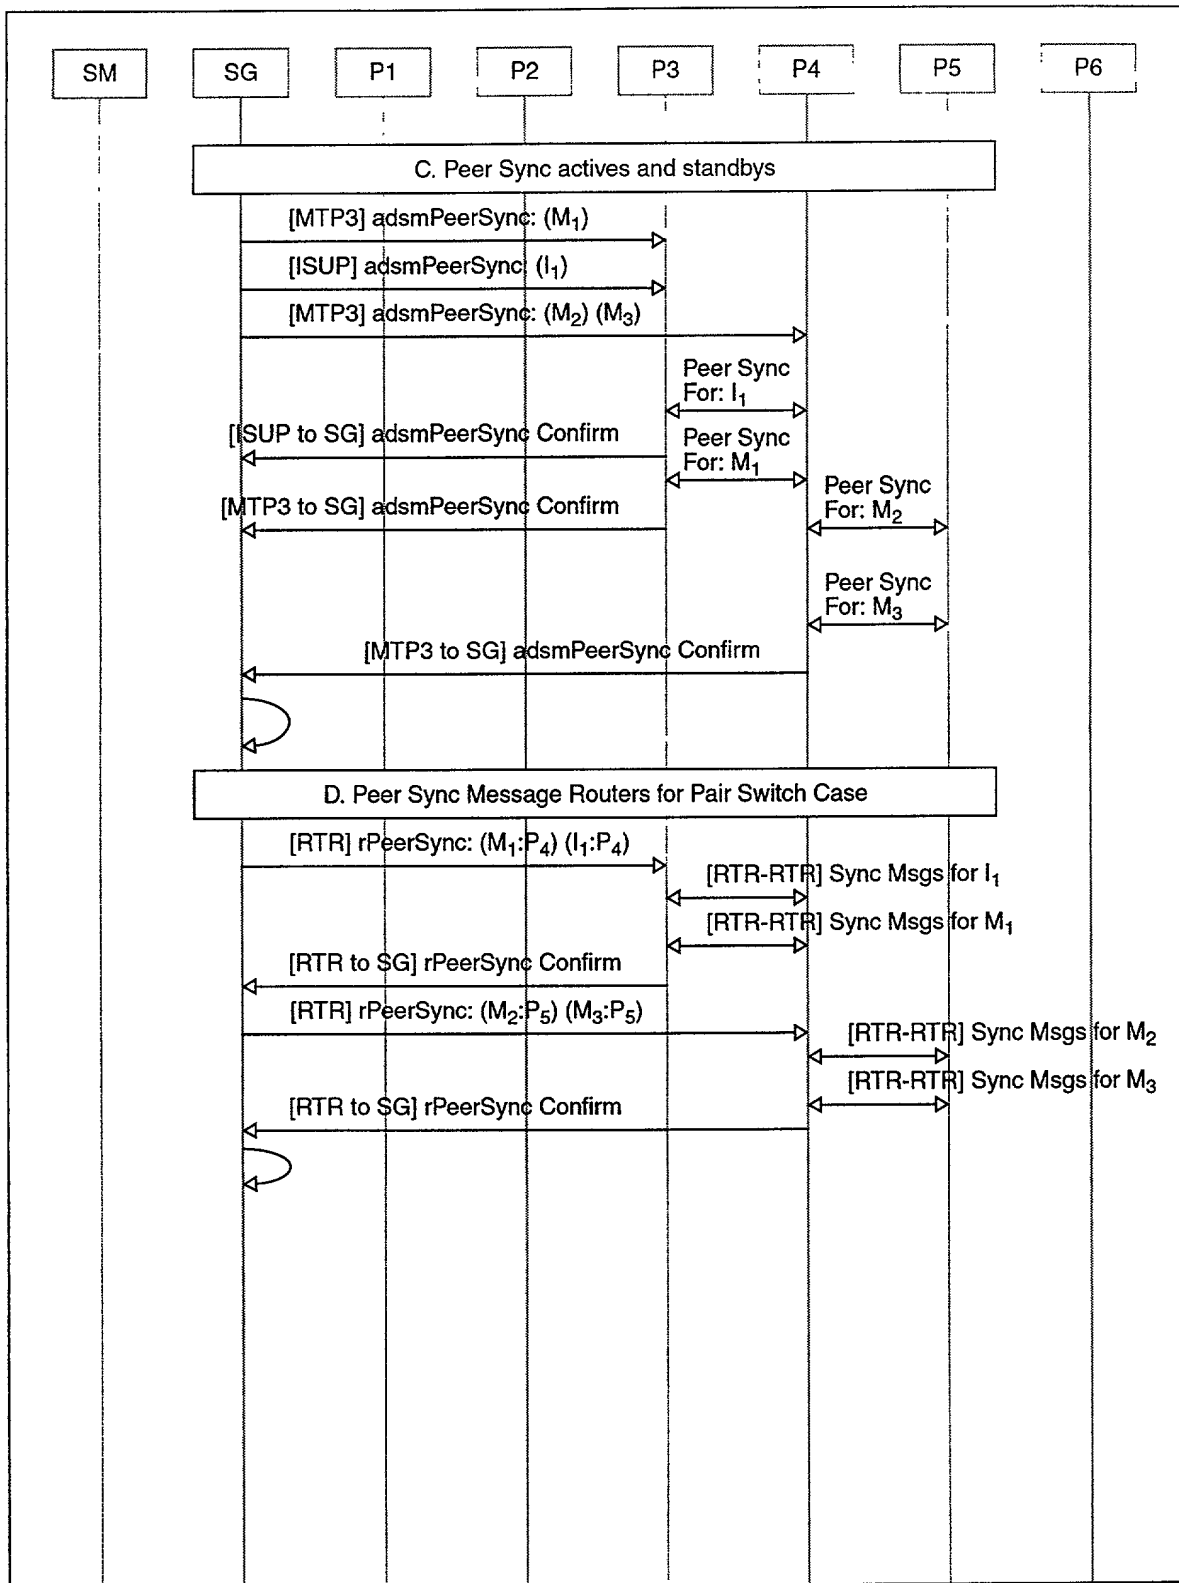 SM SG P1 P2 P3 P4 P5 P6
C. Peer Sync actives and standbys
[MTP3] adsmPeerSync: (M1)
[ISUP] adsmPeerSync: (I1)
[MTP3] adsmPeerSync: (M2) (M3)
Peer Sync
For: I1
[ISUP to SG] adsmPeerSync Confirm
Peer Sync
For: M1
Peer Sync
For: M2
[MTP3 to SG] adsmPeerSync Confirm
Peer Sync
For: M3
[MTP3 to SG] adsmPeerSync Confirm
D. Peer Sync Message Routers for Pair Switch Case
[RTR] rPeerSync: (M1:P4) (I1:P4)
[RTR-RTR] Sync Msgs for I1
[RTR-RTR] Sync Msgs for M1
[RTR to SG] rPeerSync Confirm
[RTR] rPeerSync: (M2:P5) (M3:P5)
[RTR-RTR] Sync Msgs for M2
[RTR-RTR] Sync Msgs for M3
[RTR to SG] rPeerSync Confirm